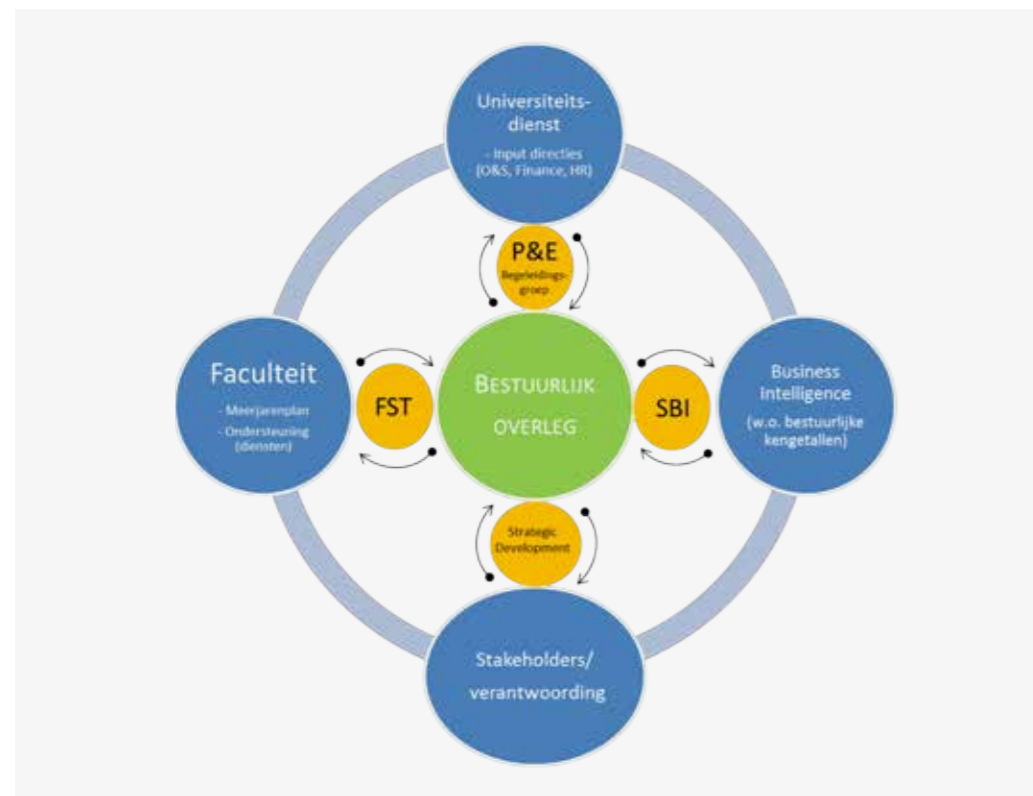 Universiteits-
dienst
- Input directies
(O&S, Finance, HR)
P&E
Begeleidings-
groep
Faculteit
- Meerjarenplan
- Ondersteuning
(diensten)
FST
BESTUURLIJK
OVERLEG
SBI
Business
Intelligence
(w.o. bestuurlijke
kengetallen)
Strategic
Development
Stakeholders/
verantwoording